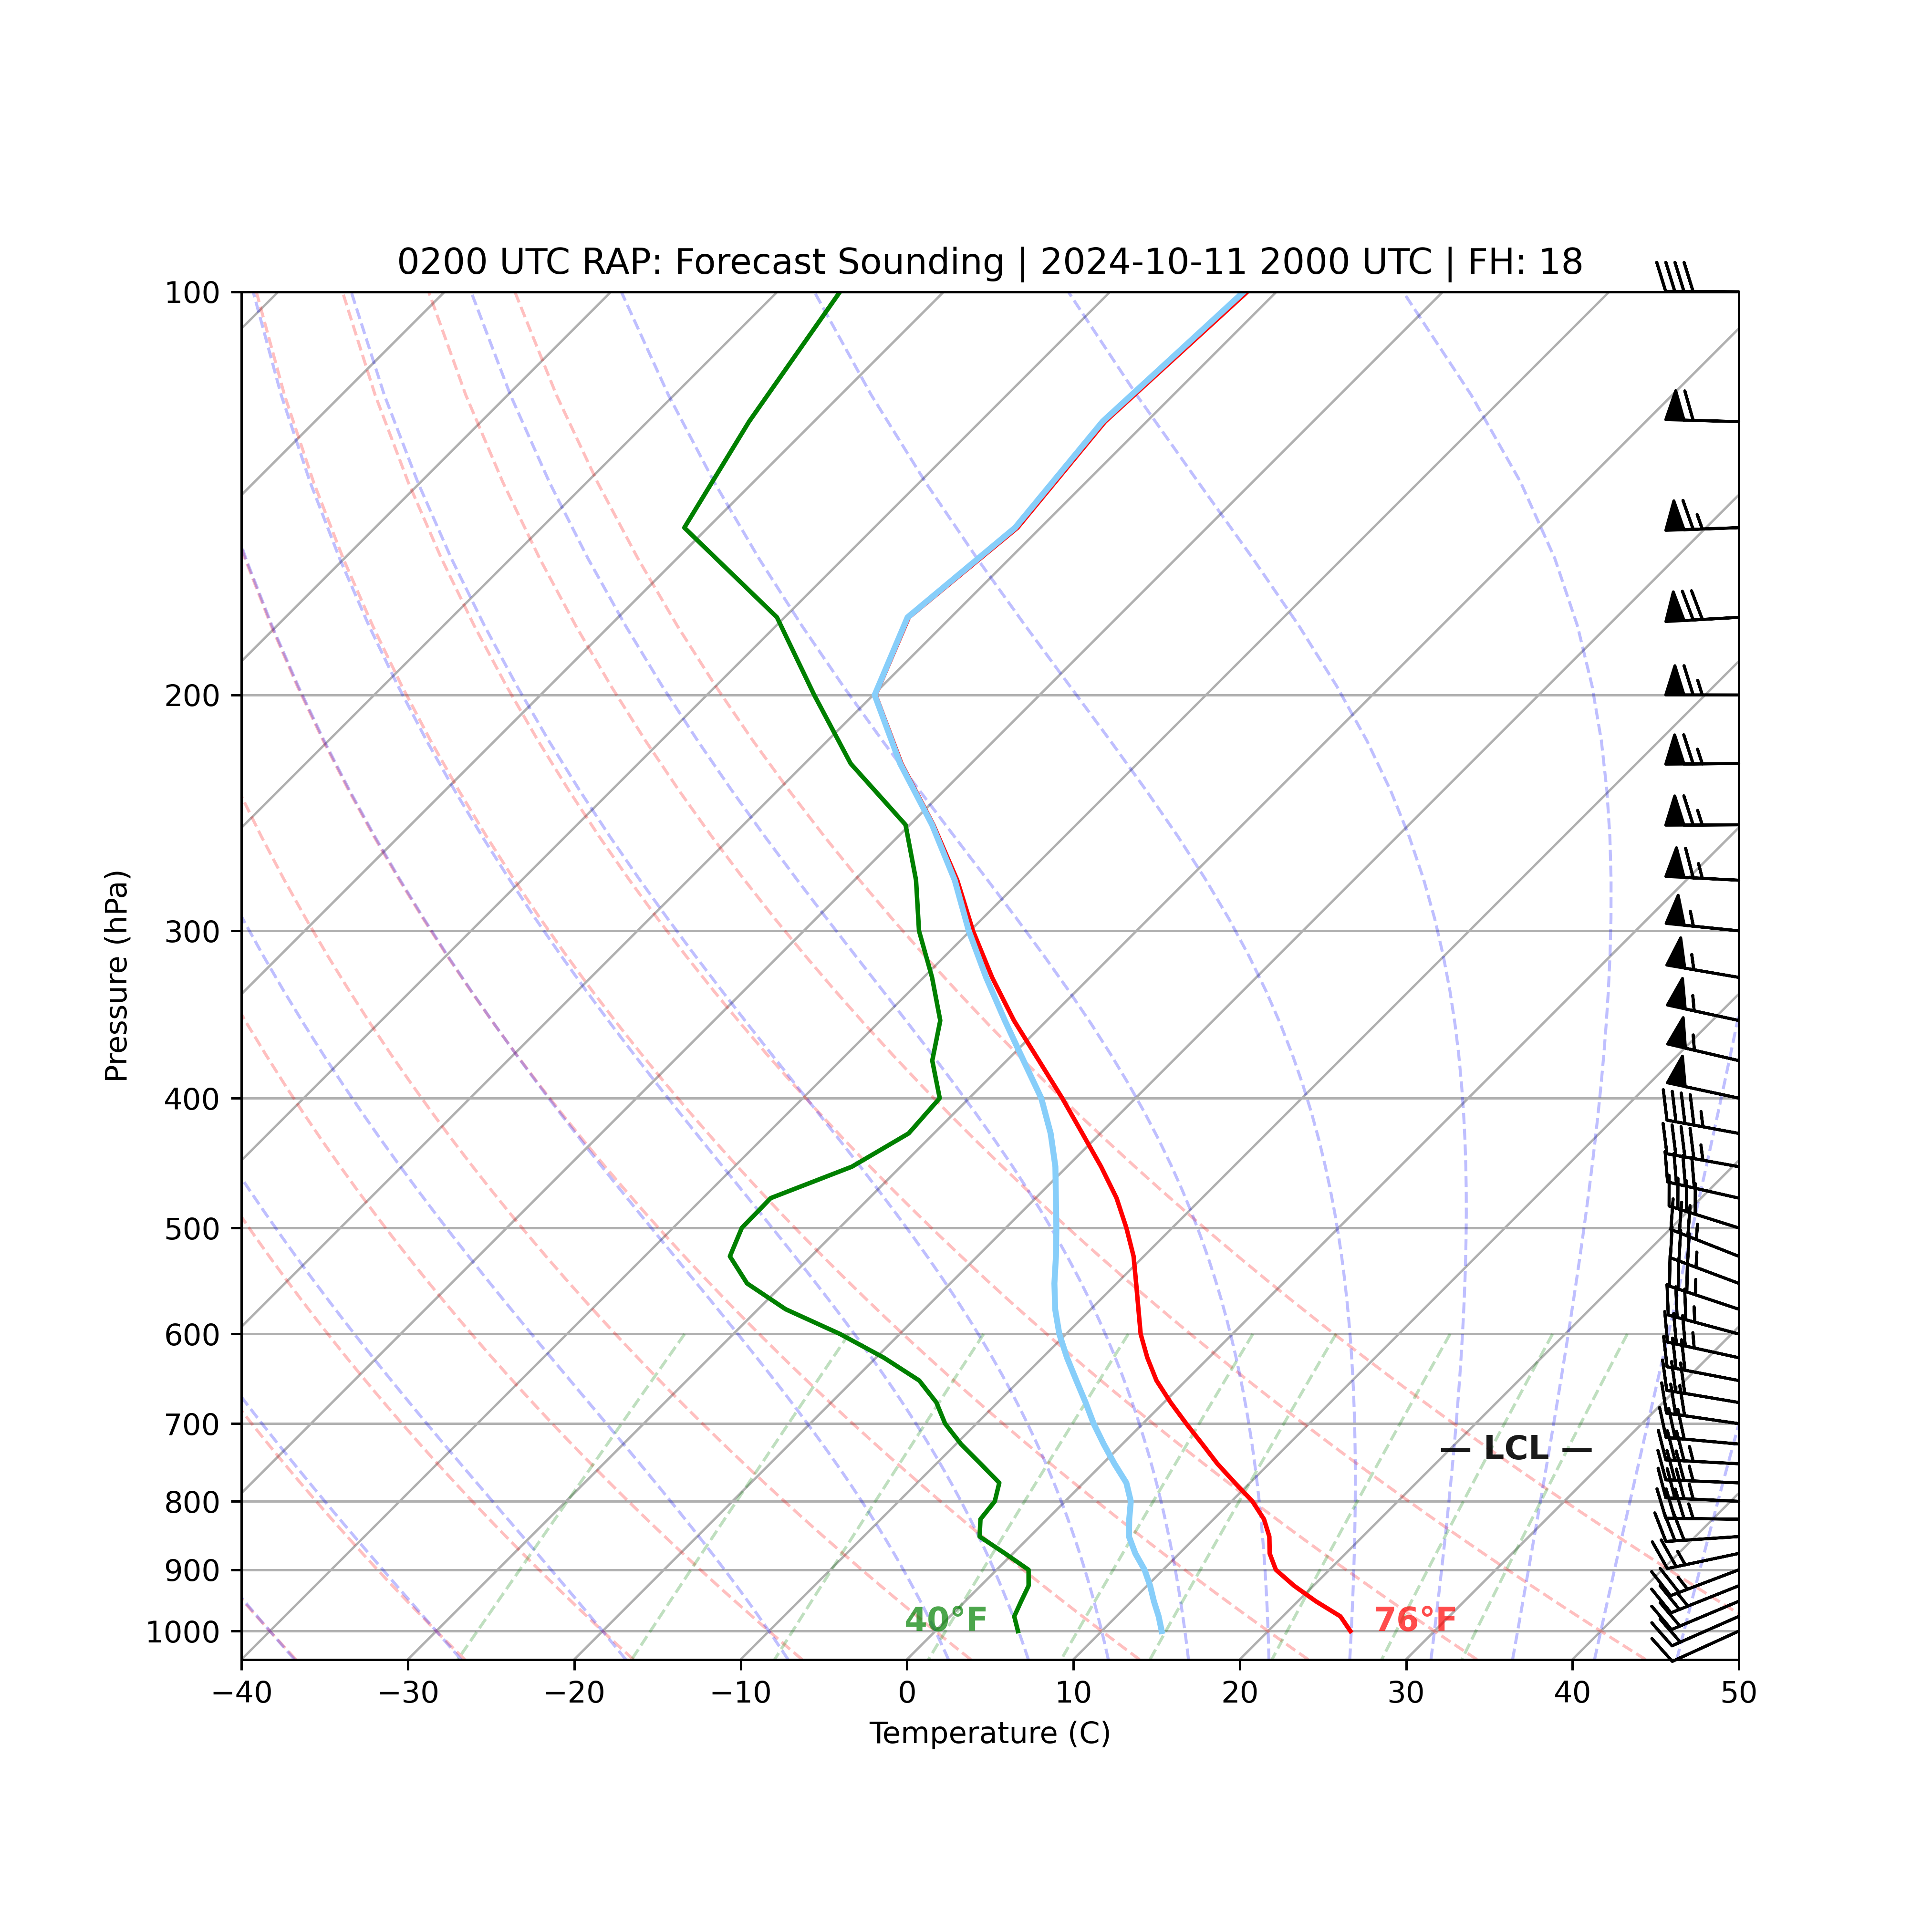 0200 UTC RAP: Forecast Sounding | 2024-10-11 2000 UTC | FH: 18
100
200
300
400
500
600
700
800
900
1000
Pressure (hPa)
— LCL —
40°F
76°F
−40 −30 −20 −10 0 10 20 30 40 50
Temperature (C)